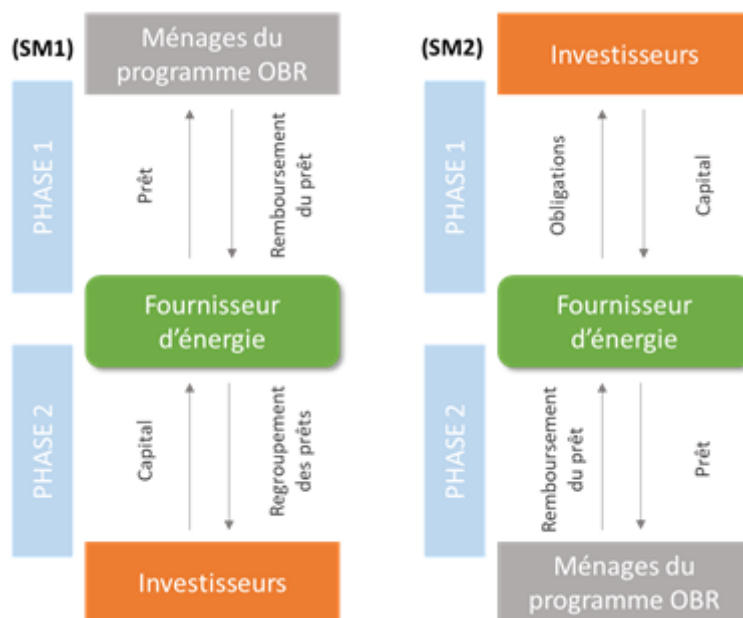 (SM1)
Ménages du
programme OBR
PHASE 1
Prêt
Remboursement
du prêt
Fournisseur
d'énergie
PHASE 2
Capital
Regroupement
des prêts
Investisseurs
(SM2)
Investisseurs
PHASE 1
Obligations
Capital
Fournisseur
d'énergie
PHASE 2
Remboursement
du prêt
Prêt
Ménages du
programme OBR